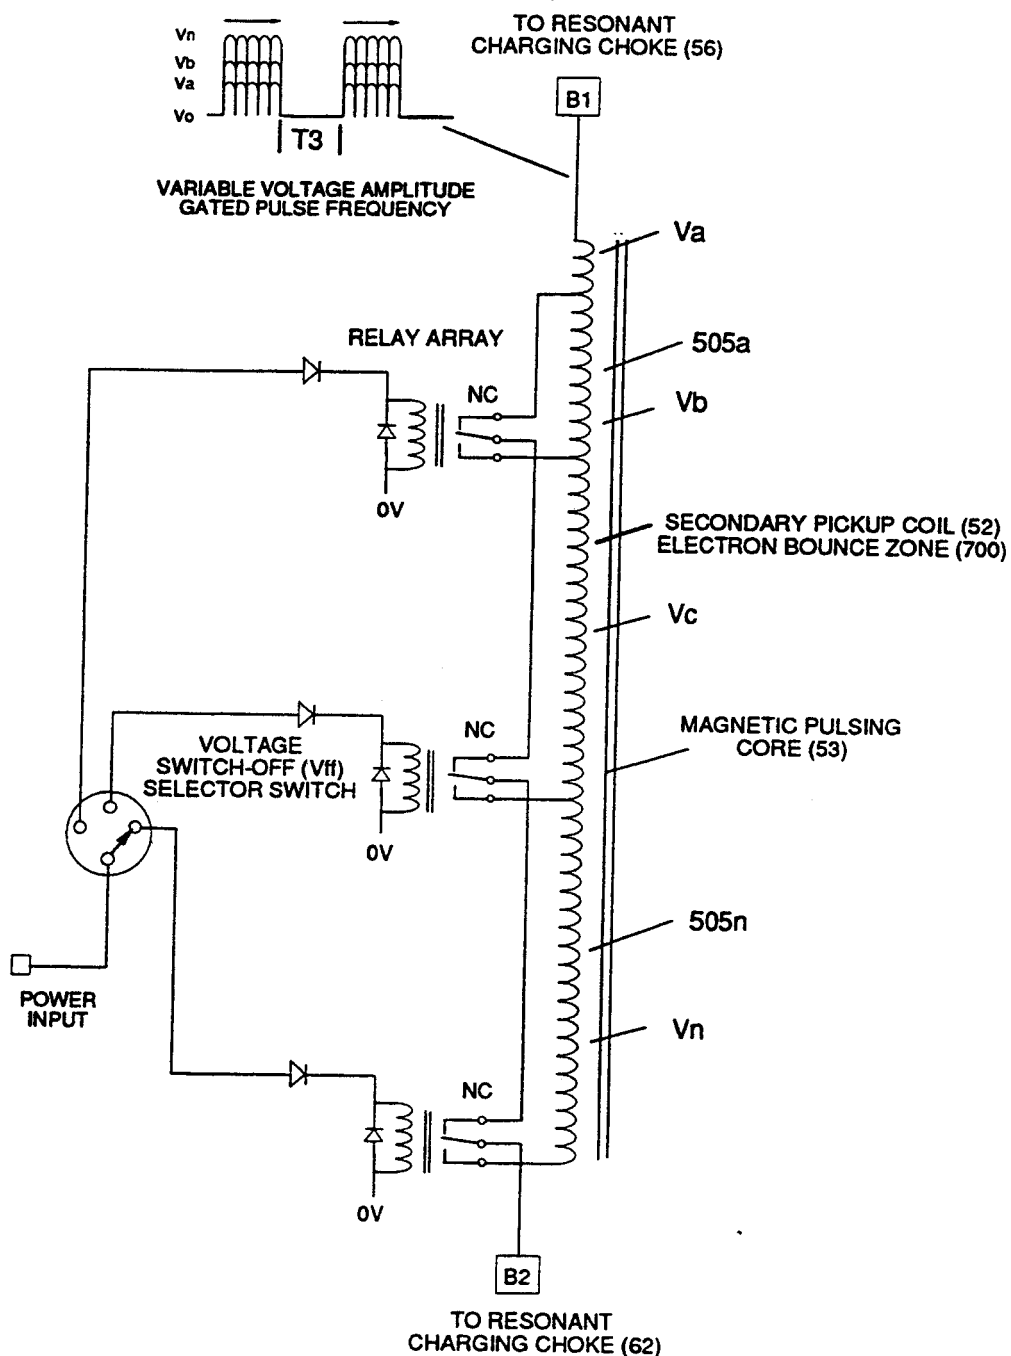 TO RESONANT
CHARGING CHOKE (56)
B1
Vn
Vb
Va
Vo
T3
VARIABLE VOLTAGE AMPLITUDE
GATED PULSE FREQUENCY
Va
RELAY ARRAY
505a
NC
Vb
0V
SECONDARY PICKUP COIL (52)
ELECTRON BOUNCE ZONE (700)
Vc
NC
MAGNETIC PULSING
CORE (53)
VOLTAGE
SWITCH-OFF (Vff)
SELECTOR SWITCH
0V
505n
POWER
INPUT
Vn
NC
0V
B2
TO RESONANT
CHARGING CHOKE (62)